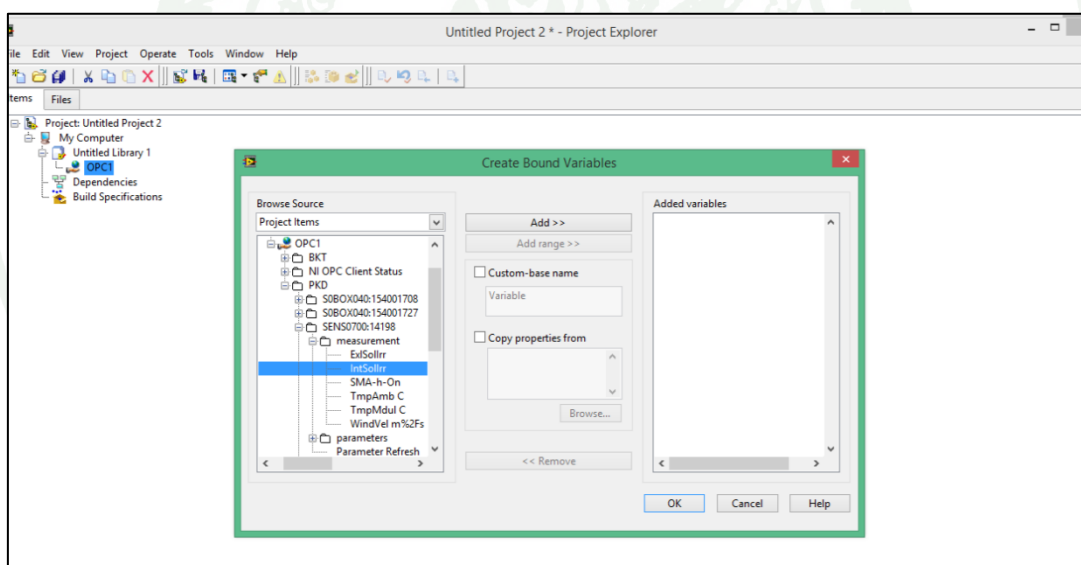 Untitled Project 2 * - Project Explorer
ile Edit View Project Operate Tools Window Help
tems Files
Project: Untitled Project 2
My Computer
Untitled Library 1
OPC1
Dependencies
Build Specifications
Create Bound Variables
Browse Source
Project Items
OPC1
BKT
NI OPC Client Status
PKD
S0BOX040:154001708
S0BOX040:154001727
SENS0700:14198
measurement
ExlSolIrr
IntSolIrr
SMA-h-On
TmpAmb C
TmpMdul C
WindVel m%2Fs
parameters
Parameter Refresh
Add >>
Add range >>
Custom-base name
Variable
Copy properties from
Browse...
<< Remove
Added variables
OK Cancel Help